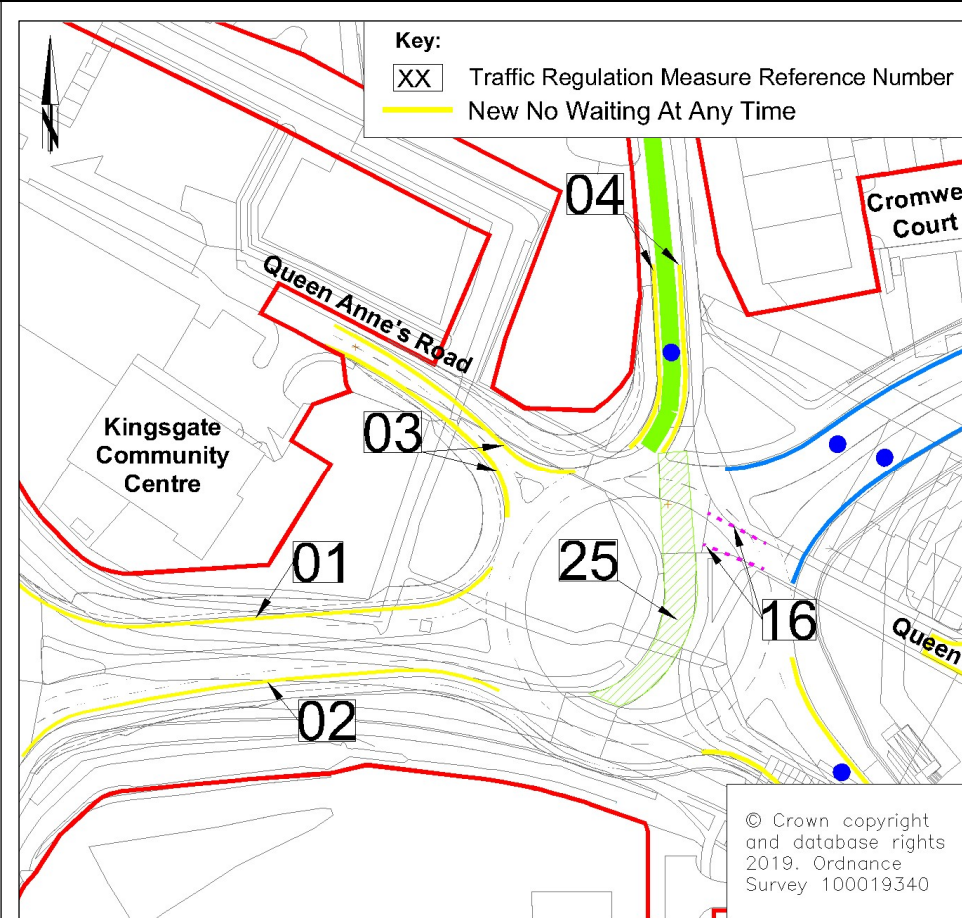 Key:
XX Traffic Regulation Measure Reference Number
New No Waiting At Any Time
04
Cromwe
Court
Queen Anne's Road
03
Kingsgate
Community
Centre
01
25
16
Queen
02
© Crown copyright
and database rights
2019. Ordnance
Survey 100019340